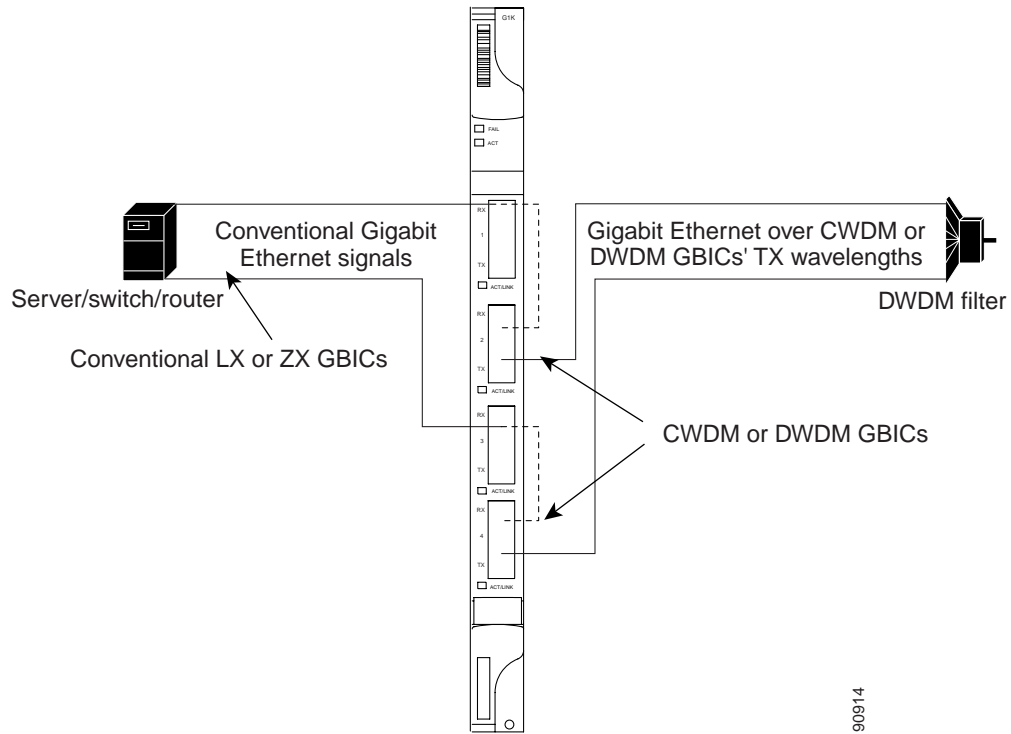 G1K
FAIL
ACT
RX
1
TX
ACT/LINK
RX
2
TX
ACT/LINK
RX
3
TX
ACT/LINK
RX
4
TX
ACT/LINK
Conventional Gigabit
Ethernet signals
Server/switch/router
Conventional LX or ZX GBICs
Gigabit Ethernet over CWDM or
DWDM GBICs' TX wavelengths
DWDM filter
CWDM or DWDM GBICs
90914